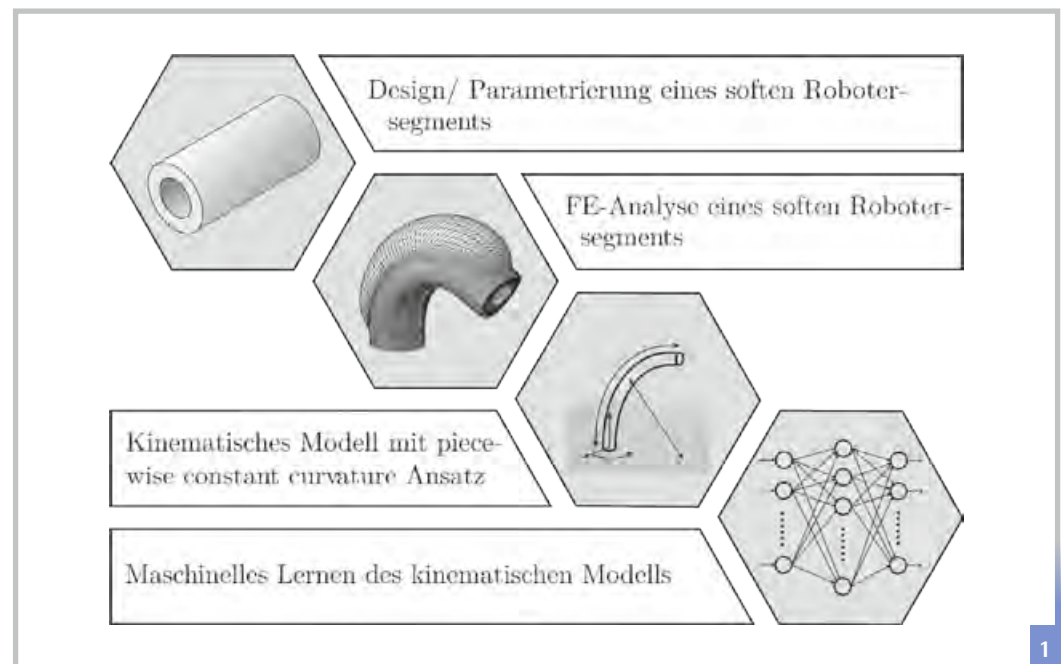 Design/ Parametrierung eines soften Roboter-
segments
FE-Analyse eines soften Roboter-
segments
Kinematisches Modell mit piece-
wise constant curvature Ansatz
Maschinelles Lernen des kinematischen Modells
1